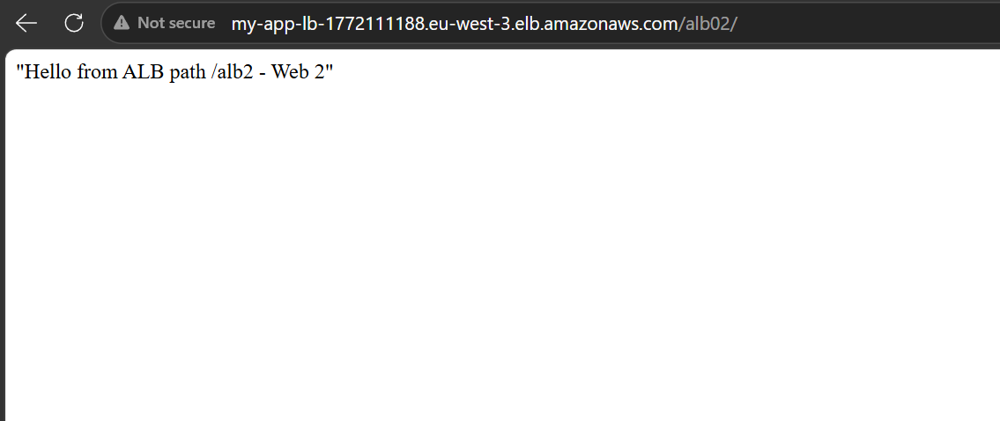 Not secure my-app-lb-1772111188.eu-west-3.elb.amazonaws.com/alb02/
"Hello from ALB path /alb2 - Web 2"